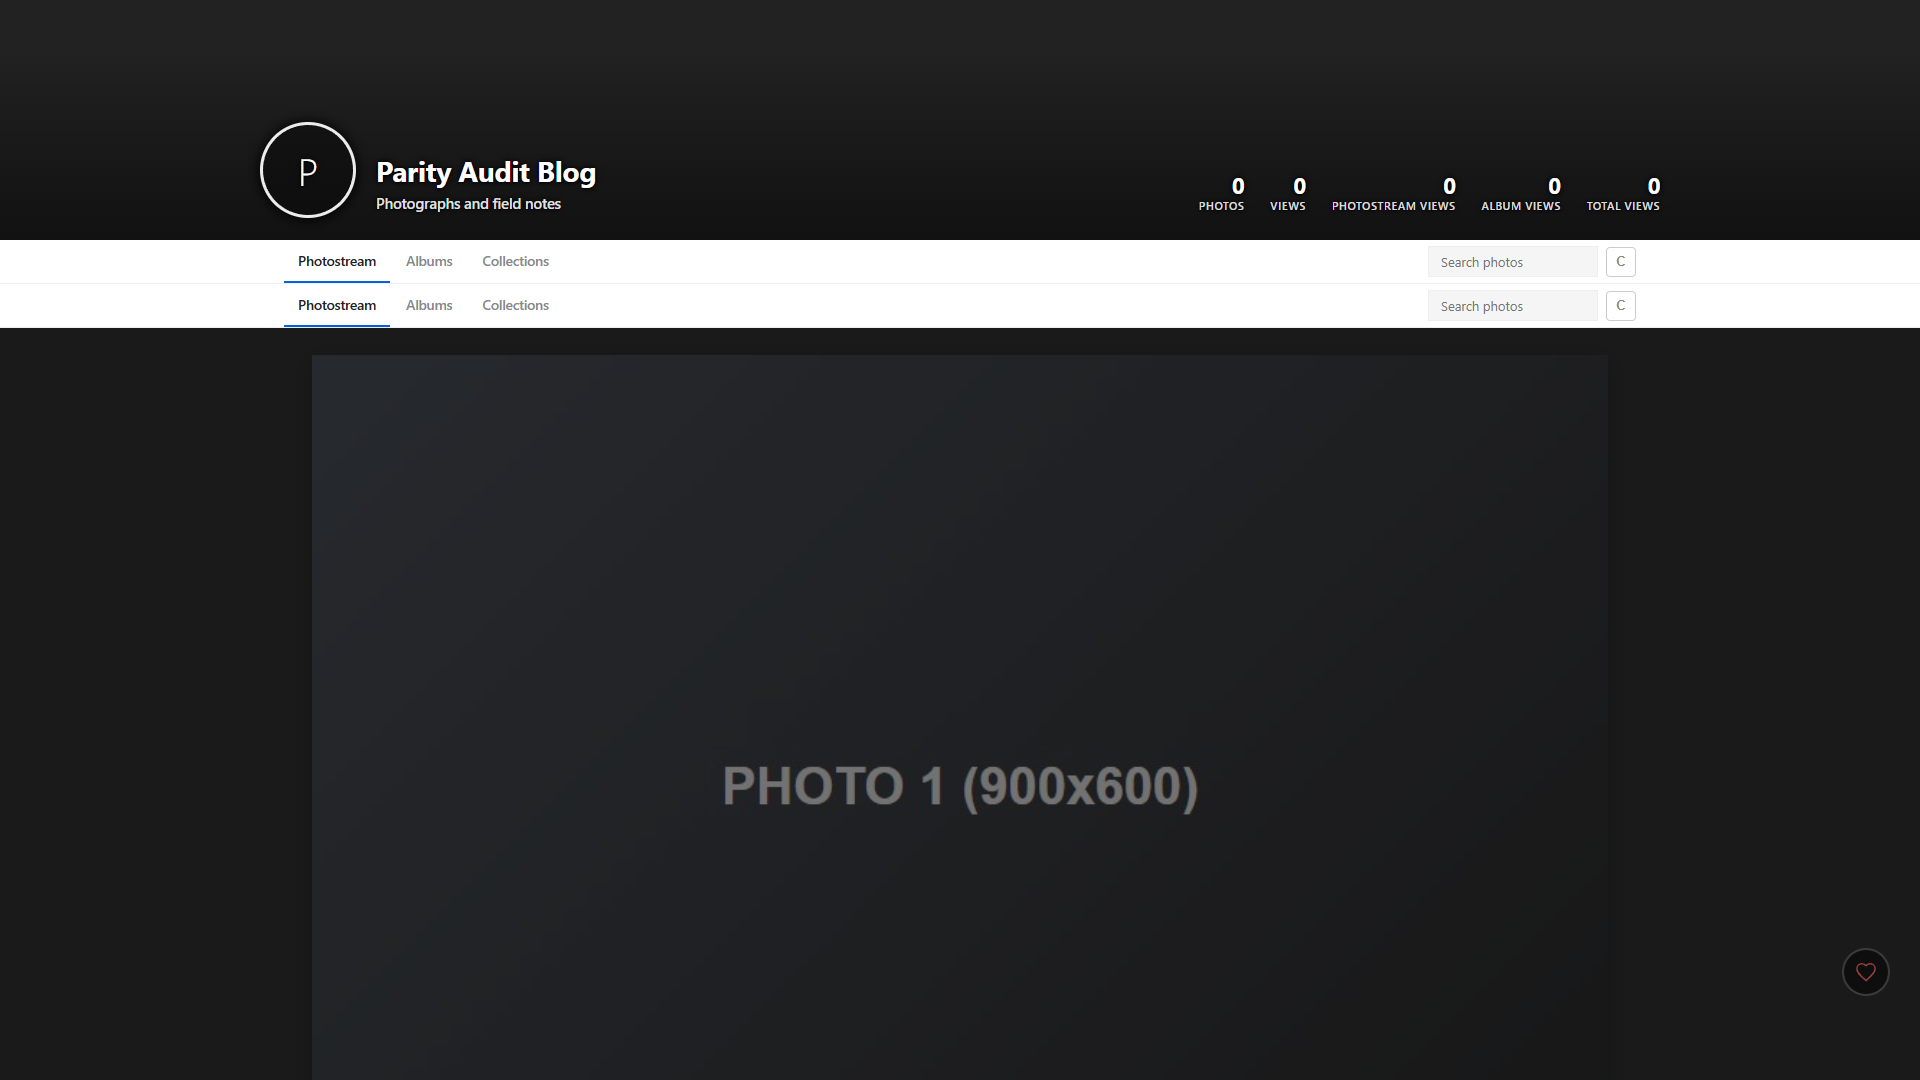 P
Parity Audit Blog
Photographs and field notes
0 0 0 0 0
PHOTOS VIEWS PHOTOSTREAM VIEWS ALBUM VIEWS TOTAL VIEWS
Photostream Albums Collections Search photos C
Photostream Albums Collections Search photos C
PHOTO 1 (900x600)